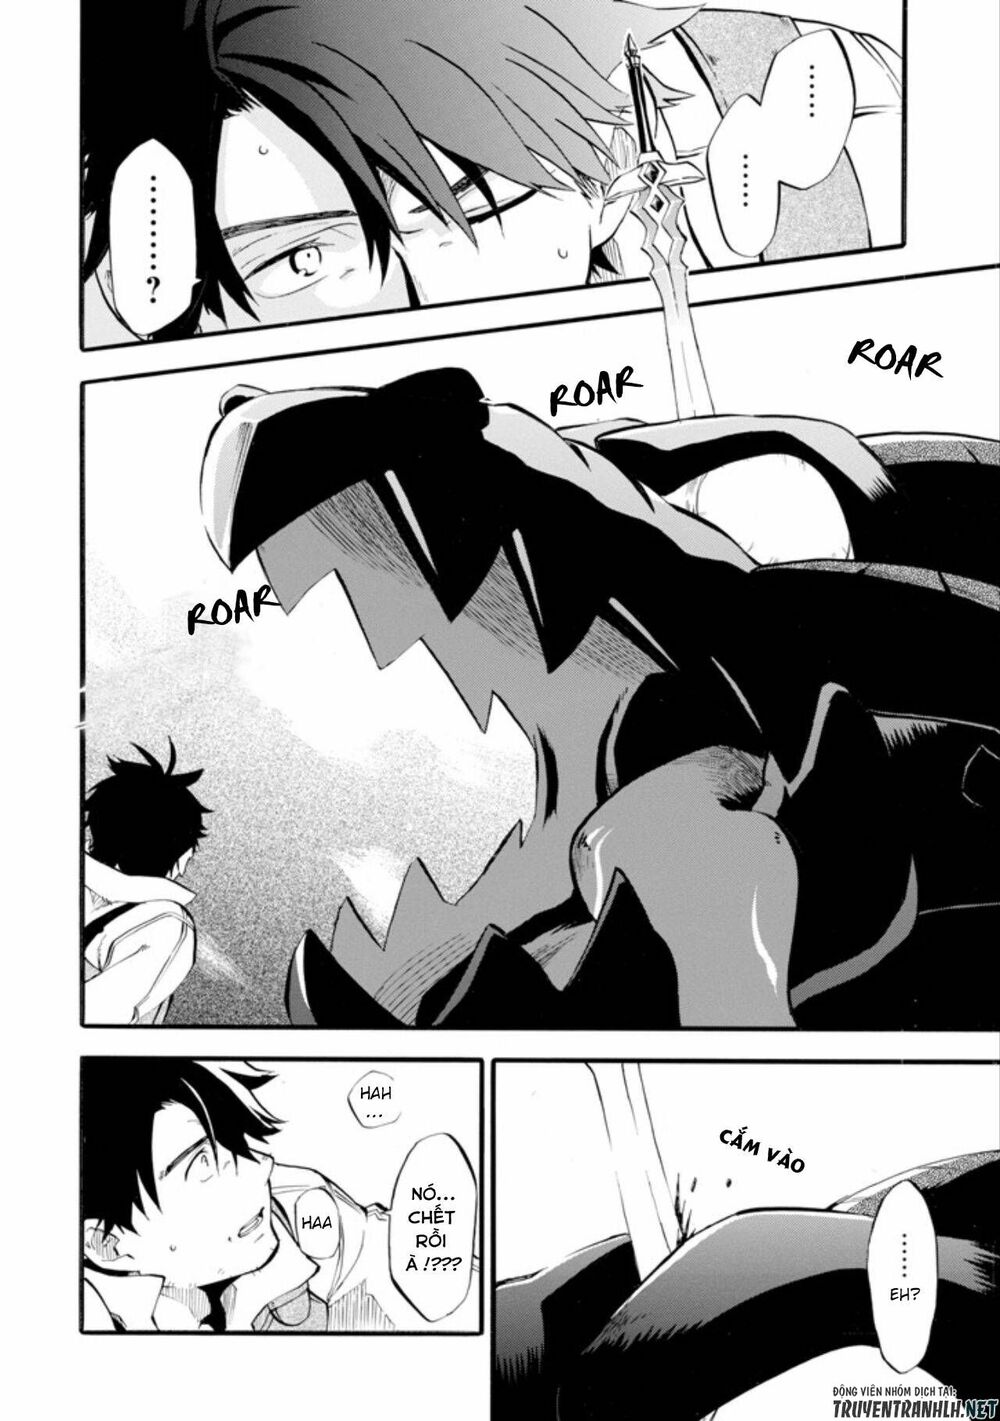 ......
......
......?
ROAR
ROAR
ROAR
CẮM VÀO
......
EH?
HAH
...
NÓ...
CHẾT
RỒI
À !????
HAA
ĐỘNG VIÊN NHÓM DỊCH TẠI:
TRUYENTRANHLH.NET